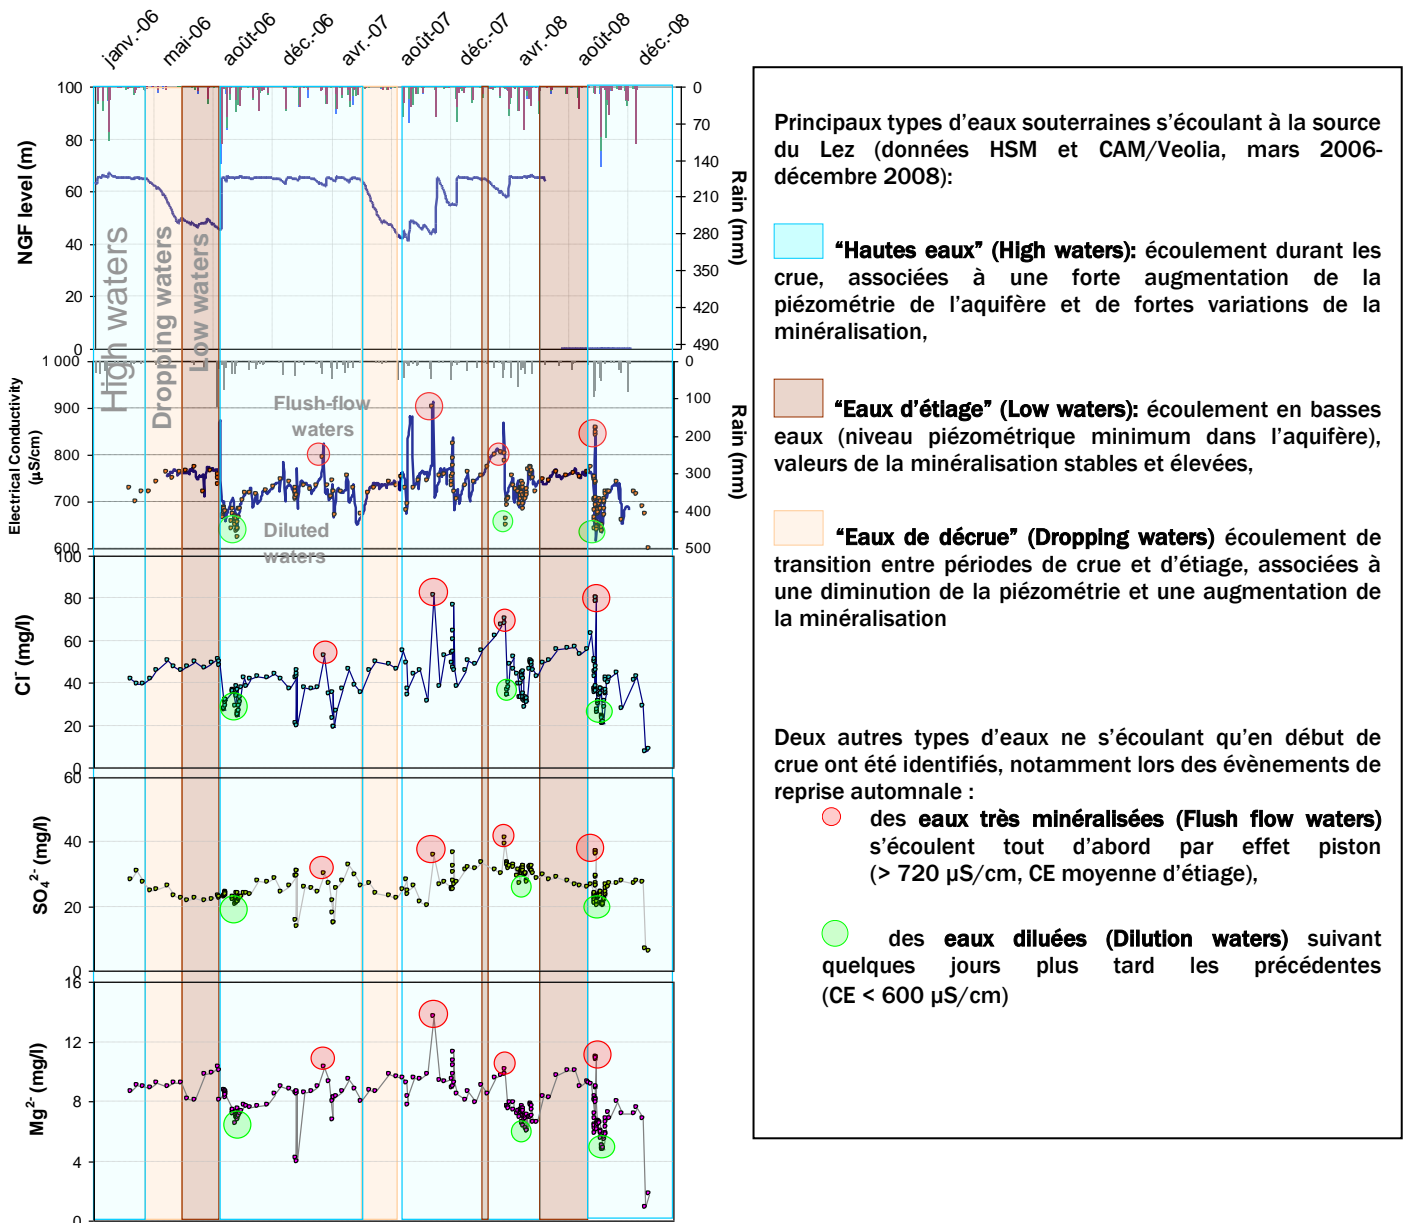 janv.-06
mai-06
août-06
déc.-06
avr.-07
août-07
déc.-07
avr.-08
août-08
déc.-08
100
80
60
40
20
0
NGF level (m)
0
70
140
210
280
350
420
490
Rain (mm)
High waters
Dropping waters
Low waters
1 000
900
800
700
600
Electrical Conductivity
(µS/cm)
0
100
200
300
400
500
Rain (mm)
Flush-flow
waters
Diluted
waters
100
80
60
40
20
0
Cl⁻ (mg/l)
60
40
20
0
SO₄²⁻ (mg/l)
16
12
8
4
0
Mg²⁻ (mg/l)
Principaux types d’eaux souterraines s’écoulant à la source
du Lez (données HSM et CAM/Veolia, mars 2006-
décembre 2008):
“Hautes eaux” (High waters): écoulement durant les
crue, associées à une forte augmentation de la
piézométrie de l’aquifère et de fortes variations de la
minéralisation,
“Eaux d’étiage” (Low waters): écoulement en basses
eaux (niveau piézométrique minimum dans l’aquifère),
valeurs de la minéralisation stables et élevées,
“Eaux de décrue” (Dropping waters) écoulement de
transition entre périodes de crue et d’étiage, associées à
une diminution de la piézométrie et une augmentation de
la minéralisation
Deux autres types d’eaux ne s’écoulant qu’en début de
crue ont été identifiés, notamment lors des évènements de
reprise automnale :
des eaux très minéralisées (Flush flow waters)
s’écoulent tout d’abord par effet piston
(> 720 µS/cm, CE moyenne d’étiage),
des eaux diluées (Dilution waters) suivant
quelques jours plus tard les précédentes
(CE < 600 µS/cm)